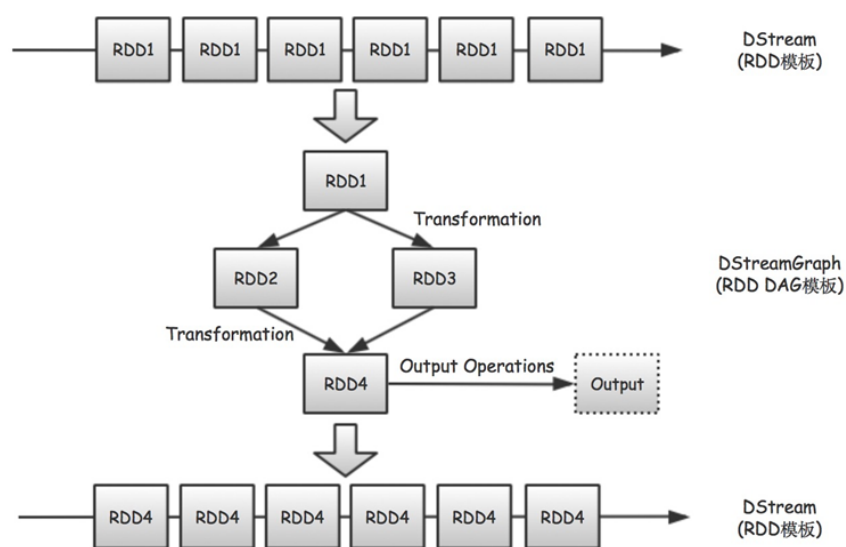 RDD1 RDD1 RDD1 RDD1 RDD1 RDD1
DStream
(RDD模板)
RDD1
Transformation
RDD2
RDD3
DStreamGraph
(RDD DAG模板)
Transformation
RDD4
Output Operations
Output
RDD4 RDD4 RDD4 RDD4 RDD4 RDD4
DStream
(RDD模板)